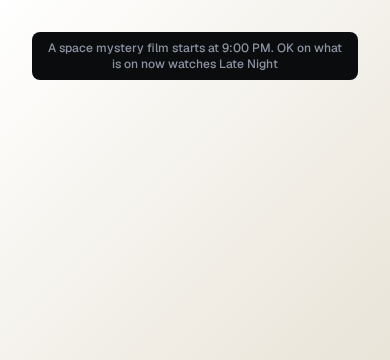 A space mystery film starts at 9:00 PM. OK on what
is on now watches Late Night